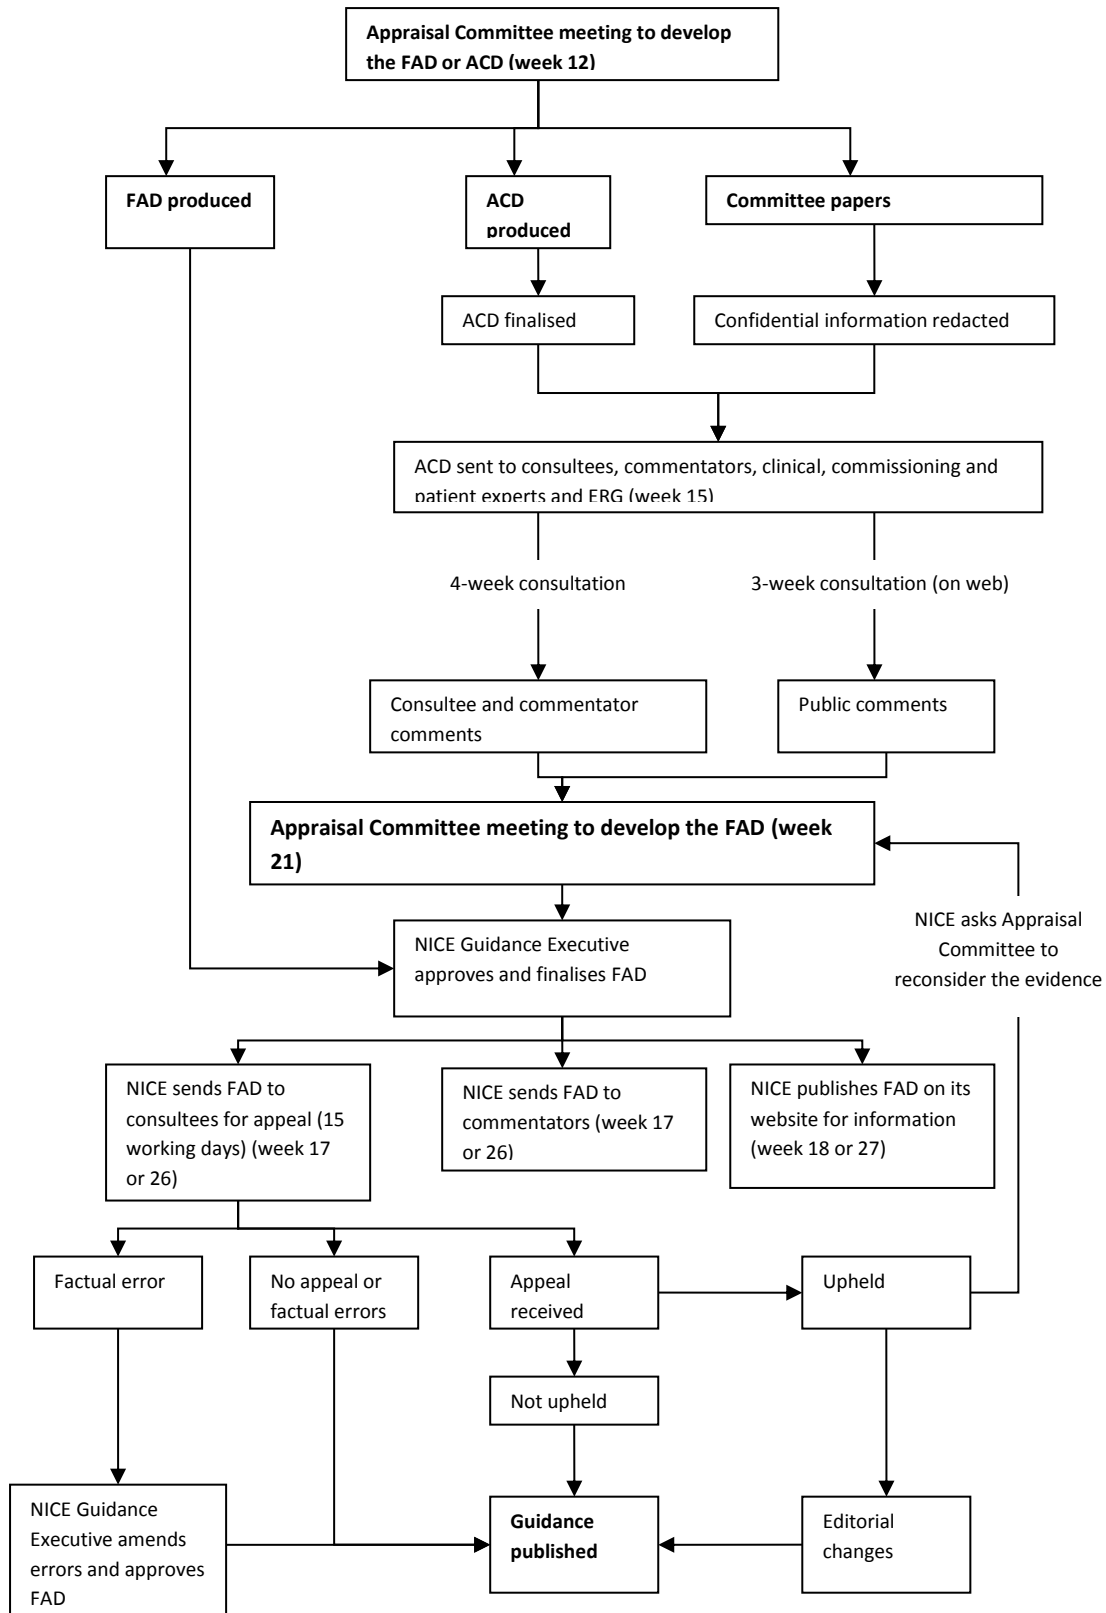 Appraisal Committee meeting to develop
the FAD or ACD (week 12)
FAD produced
ACD
produced
Committee papers
ACD finalised
Confidential information redacted
ACD sent to consultees, commentators, clinical, commissioning and
patient experts and ERG (week 15)
4-week consultation
3-week consultation (on web)
Consultee and commentator
comments
Public comments
Appraisal Committee meeting to develop the FAD (week
21)
NICE asks Appraisal
Committee to
reconsider the evidence
NICE Guidance Executive
approves and finalises FAD
NICE sends FAD to
consultees for appeal (15
working days) (week 17
or 26)
NICE sends FAD to
commentators (week 17
or 26)
NICE publishes FAD on its
website for information
(week 18 or 27)
Factual error
No appeal or
factual errors
Appeal
received
Upheld
Not upheld
NICE Guidance
Executive amends
errors and approves
FAD
Guidance
published
Editorial
changes